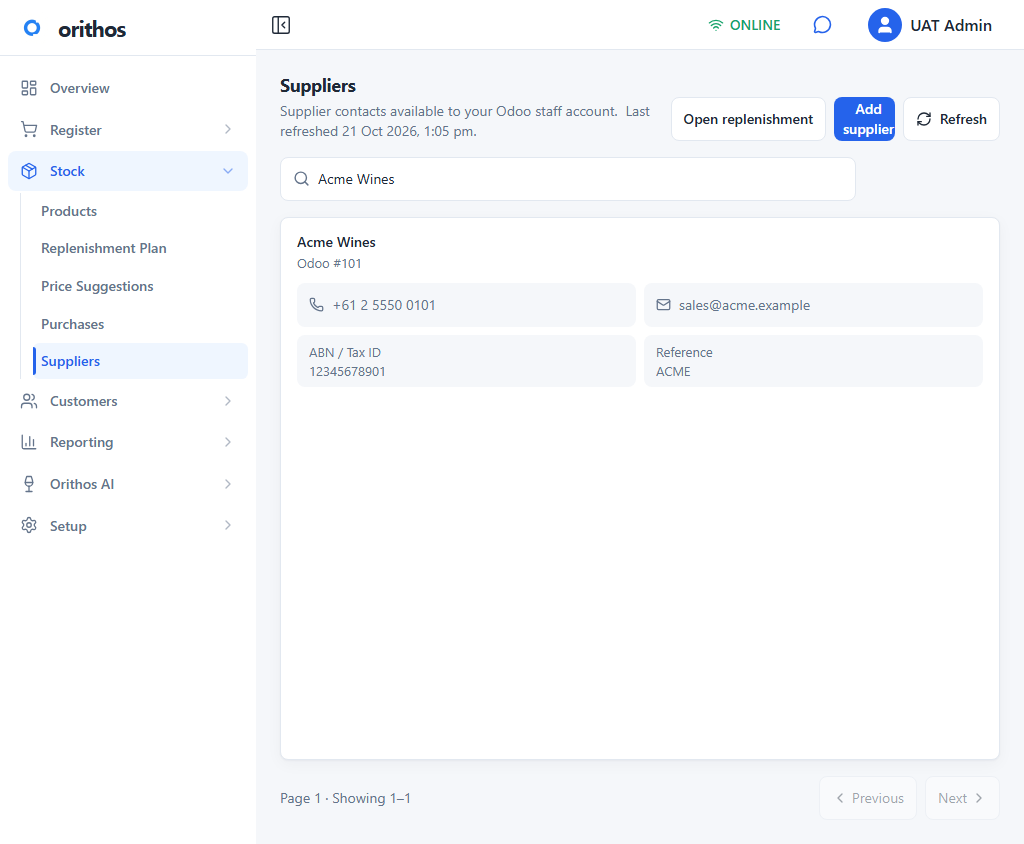 orithos
ONLINE
UAT Admin
Overview
Register
Stock
Products
Replenishment Plan
Price Suggestions
Purchases
Suppliers
Customers
Reporting
Orithos AI
Setup
Suppliers
Supplier contacts available to your Odoo staff account. Last
refreshed 21 Oct 2026, 1:05 pm.
Open replenishment
Add
supplier
Refresh
Acme Wines
Acme Wines
Odoo #101
+61 2 5550 0101
sales@acme.example
ABN / Tax ID
12345678901
Reference
ACME
Page 1 · Showing 1–1
Previous
Next